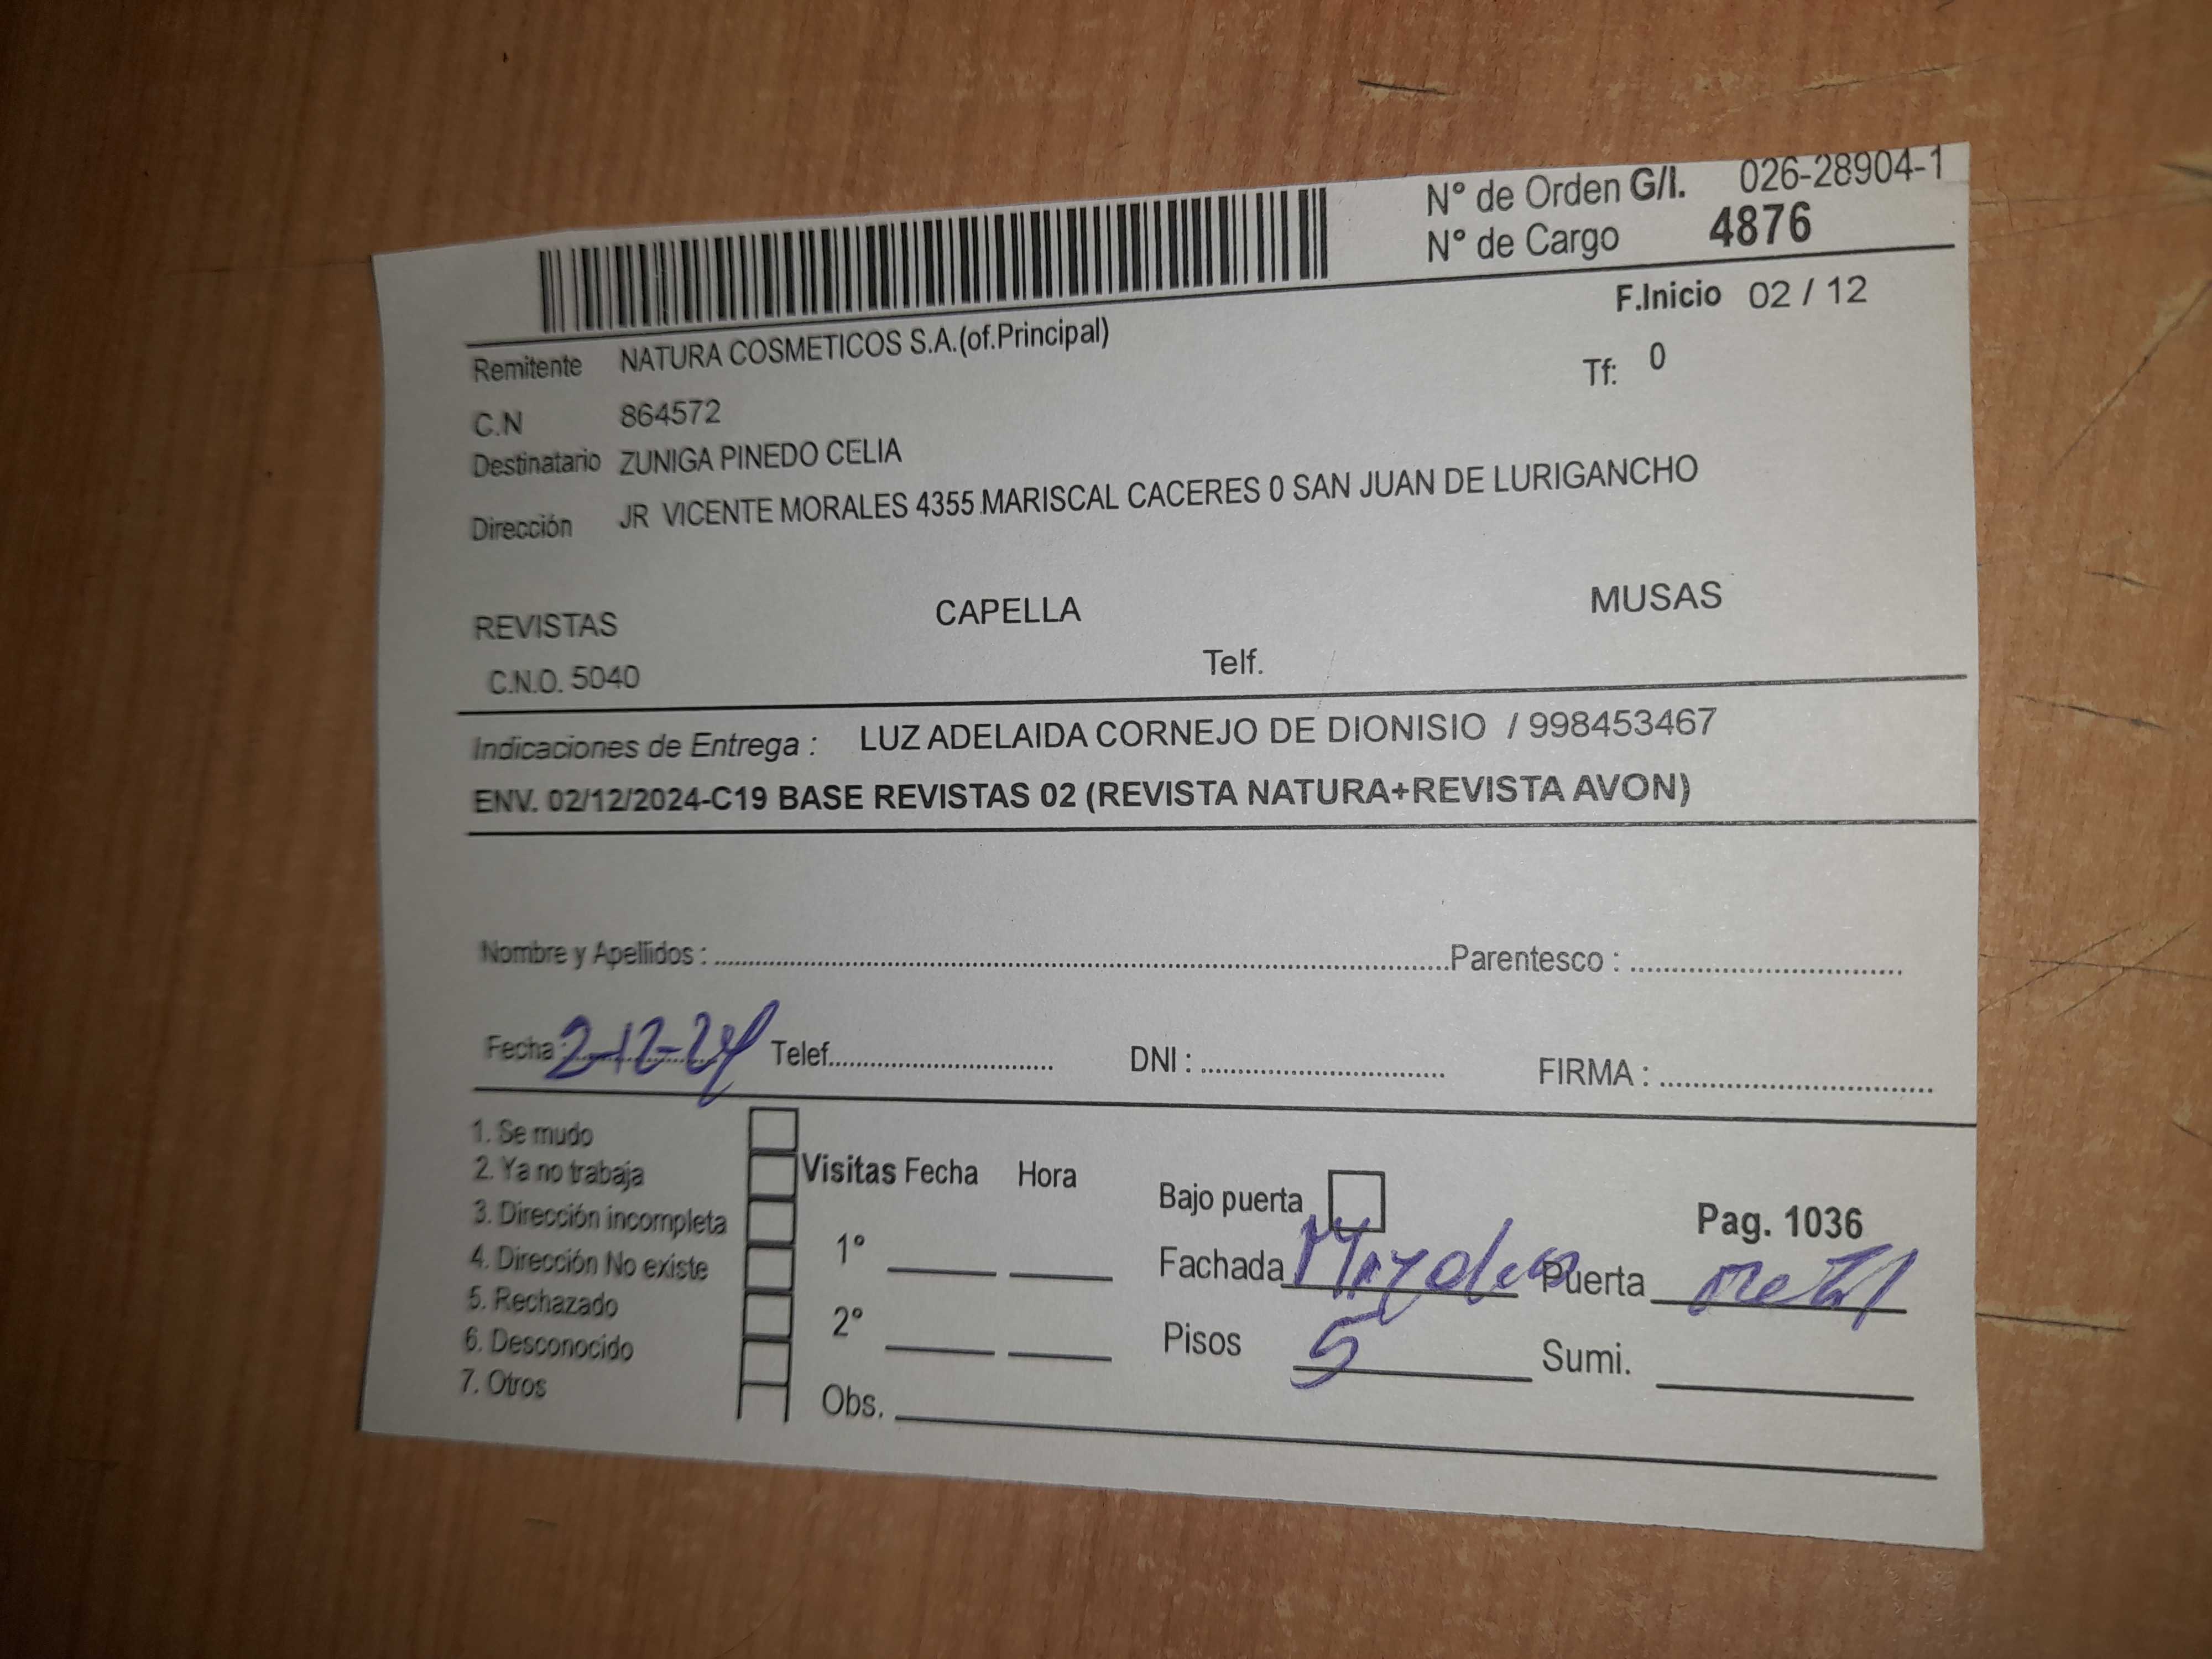 N° de Orden G/I. 026-28904-1
N° de Cargo 4876
F.Inicio 02 / 12
Remitente NATURA COSMETICOS S.A.(of.Principal)
Tf: 0
C.N 864572
Destinatario ZUNIGA PINEDO CELIA
Dirección JR VICENTE MORALES 4355 MARISCAL CACERES 0 SAN JUAN DE LURIGANCHO
REVISTAS CAPELLA MUSAS
C.N.O. 5040 Telf.
Indicaciones de Entrega : LUZ ADELAIDA CORNEJO DE DIONISIO / 998453467
ENV. 02/12/2024-C19 BASE REVISTAS 02 (REVISTA NATURA+REVISTA AVON)
Nombre y Apellidos : Parentesco :
Fecha : 2-12-24 Telef. DNI : FIRMA :
1. Se mudo
2. Ya no trabaja
3. Dirección incompleta
4. Dirección No existe
5. Rechazado
6. Desconocido
7. Otros
Visitas Fecha Hora
1°
2°
Obs.
Bajo puerta Pag. 1036
Fachada Puerta metal
Pisos 5 Sumi.